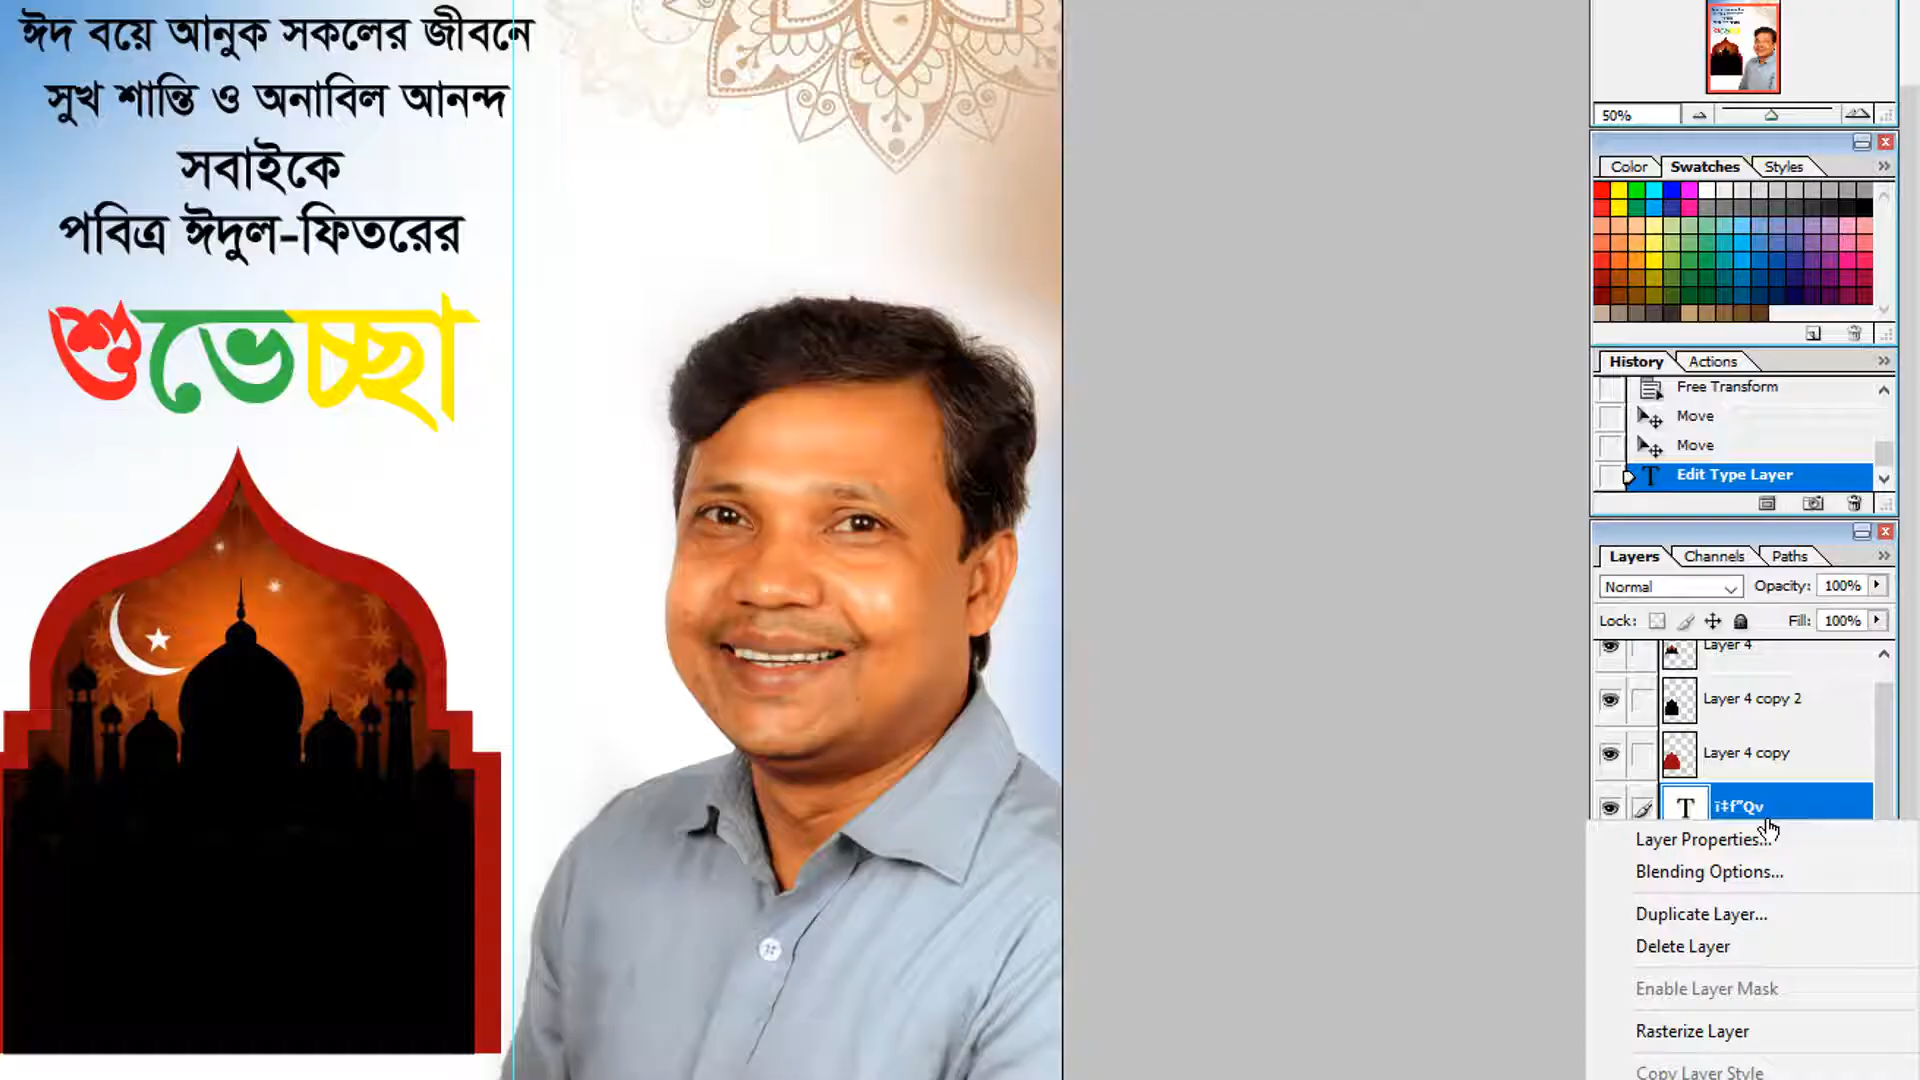 ঈদ বয়ে আনুক সকলের জীবনে
সুখ শান্তি ও অনাবিল আনন্দ
সবাইকে
পবিত্র ঈদুল-ফিতরের
শুভেচ্ছা
50%
Color Swatches Styles
History Actions
Free Transform
Move
Move
Edit Type Layer
Layers Channels Paths
Normal Opacity: 100%
Lock: Fill: 100%
Layer 4
Layer 4 copy 2
Layer 4 copy
T ï‡f”Qv
Layer Properties...
Blending Options...
Duplicate Layer...
Delete Layer
Enable Layer Mask
Rasterize Layer
Copy Layer Style